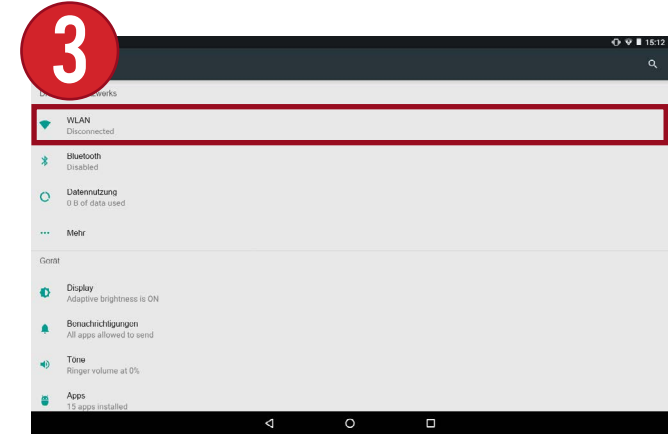 3
15:12
WLAN
Disconnected
Bluetooth
Disabled
Datennutzung
0 B of data used
Mehr
Gerät
Display
Adaptive brightness is ON
Benachrichtigungen
All apps allowed to send
Töne
Ringer volume at 0%
Apps
15 apps installed